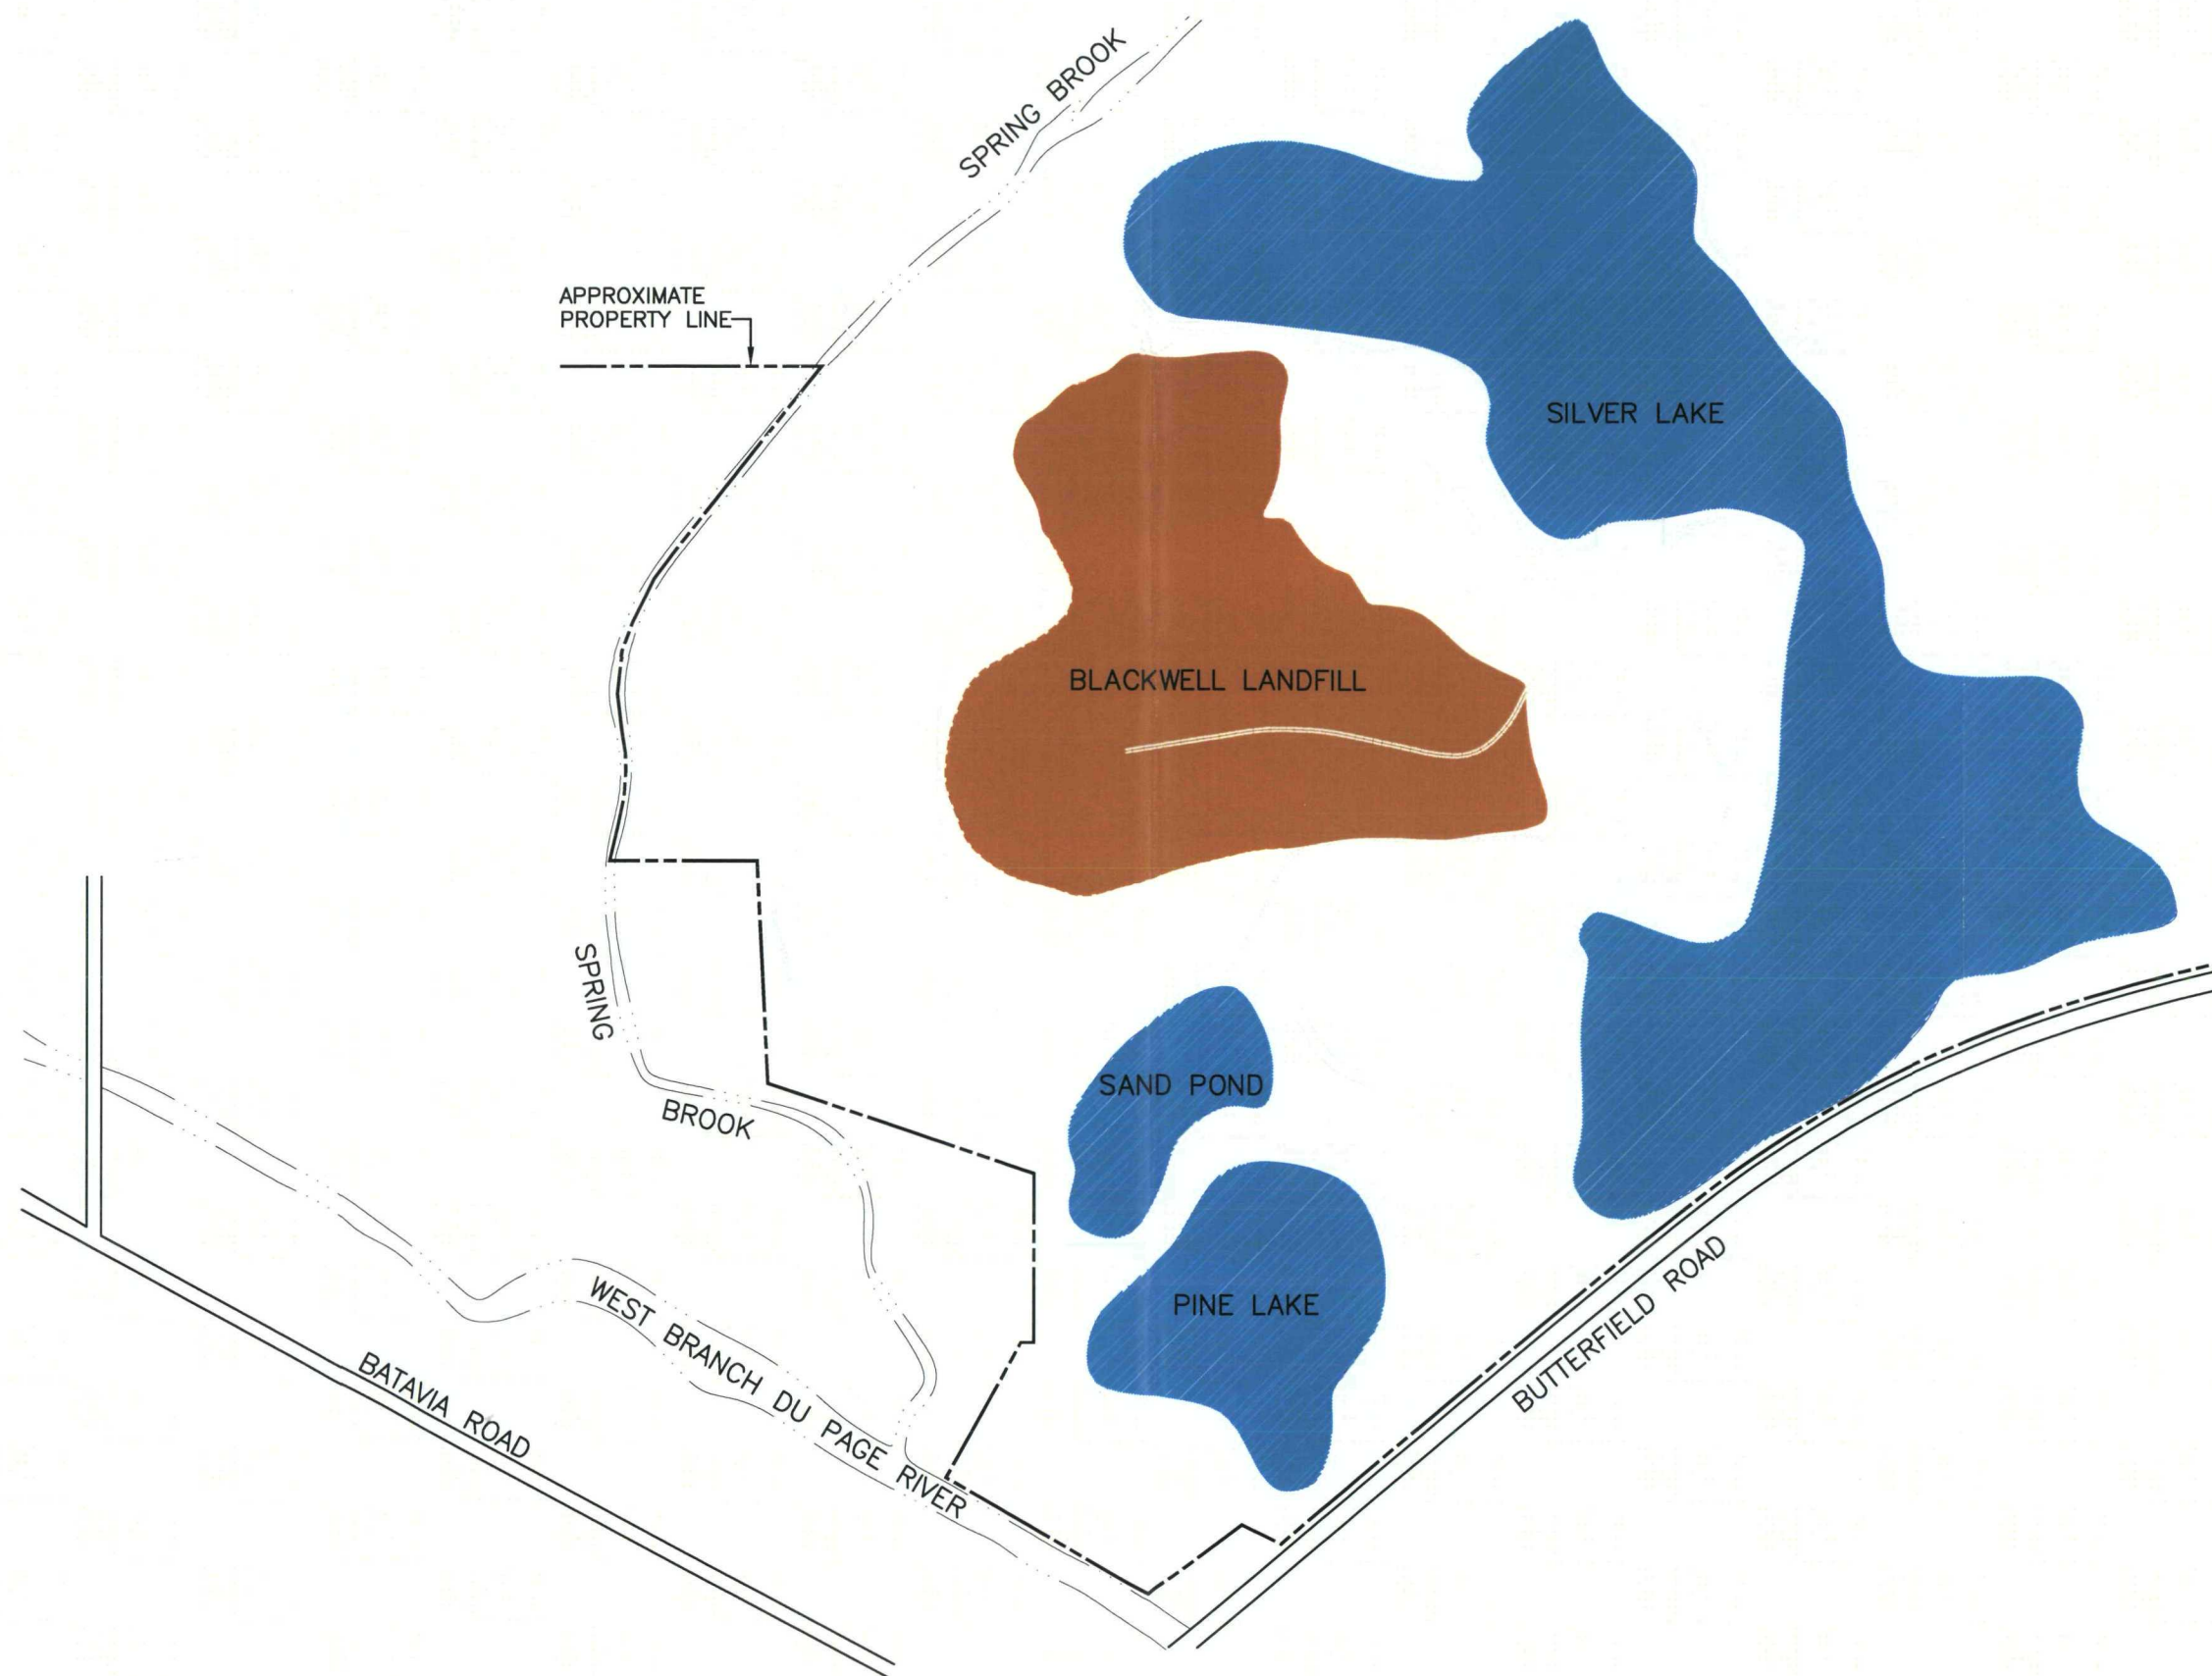 SPRING BROOK
APPROXIMATE
PROPERTY LINE
SILVER LAKE
BLACKWELL LANDFILL
SPRING
BROOK
SAND POND
PINE LAKE
WEST BRANCH DU PAGE RIVER
BATAVIA ROAD
BUTTERFIELD ROAD